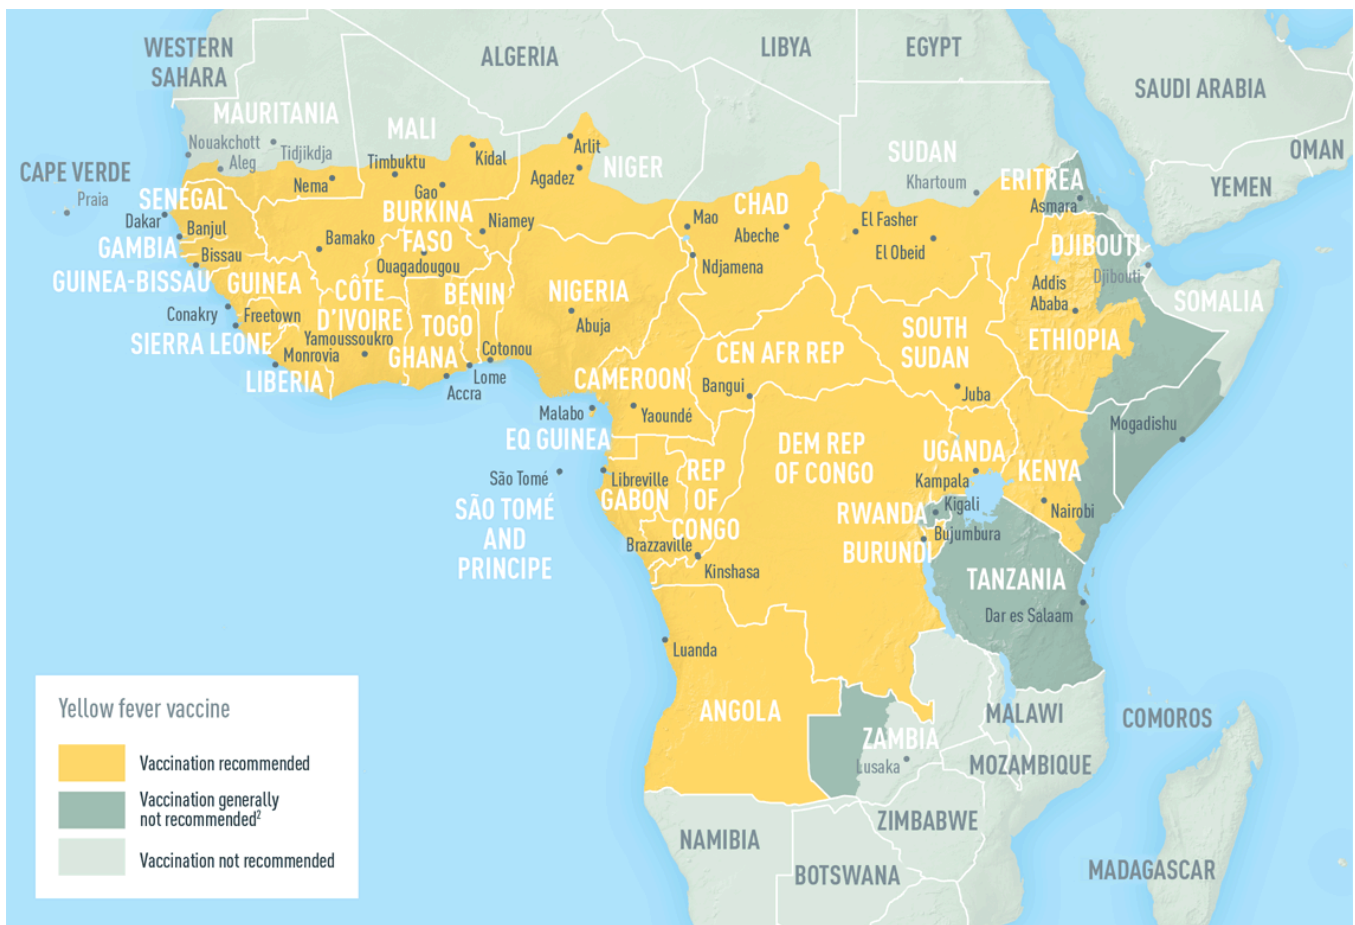 WESTERN
SAHARA
ALGERIA
LIBYA
EGYPT
SAUDI ARABIA
OMAN
YEMEN
MAURITANIA
Nouakchott
Aleg
Tidjikdja
CAPE VERDE
Praia
MALI
Timbuktu
Kidal
Nema
Gao
Arlit
Agadez
NIGER
SUDAN
Khartoum
ERITREA
Asmara
SENEGAL
Dakar
Banjul
GAMBIA
Bissau
GUINEA-BISSAU
BURKINA
FASO
Niamey
Bamako
Ouagadougou
Mao
CHAD
Abeche
Ndjamena
El Fasher
El Obeid
DJIBOUTI
Djibouti
GUINEA
Conakry
Freetown
SIERRA LEONE
CÔTE
D'IVOIRE
Yamoussoukro
BENIN
TOGO
GHANA
Monrovia
LIBERIA
Cotonou
Lome
Accra
NIGERIA
Abuja
Addis
Ababa
ETHIOPIA
SOMALIA
SOUTH
SUDAN
Juba
CEN AFR REP
Bangui
CAMEROON
Malabo
Yaoundé
EQ GUINEA
Mogadishu
DEM REP
OF CONGO
UGANDA
Kampala
KENYA
Nairobi
São Tomé
SÃO TOMÉ
AND
PRINCIPE
Libreville
GABON
REP
OF
CONGO
Brazzaville
Kinshasa
RWANDA
Kigali
BURUNDI
Bujumbura
TANZANIA
Dar es Salaam
Luanda
ANGOLA
ZAMBIA
Lusaka
MALAWI
MOZAMBIQUE
COMOROS
ZIMBABWE
NAMIBIA
BOTSWANA
MADAGASCAR
Yellow fever vaccine
Vaccination recommended
Vaccination generally
not recommended²
Vaccination not recommended